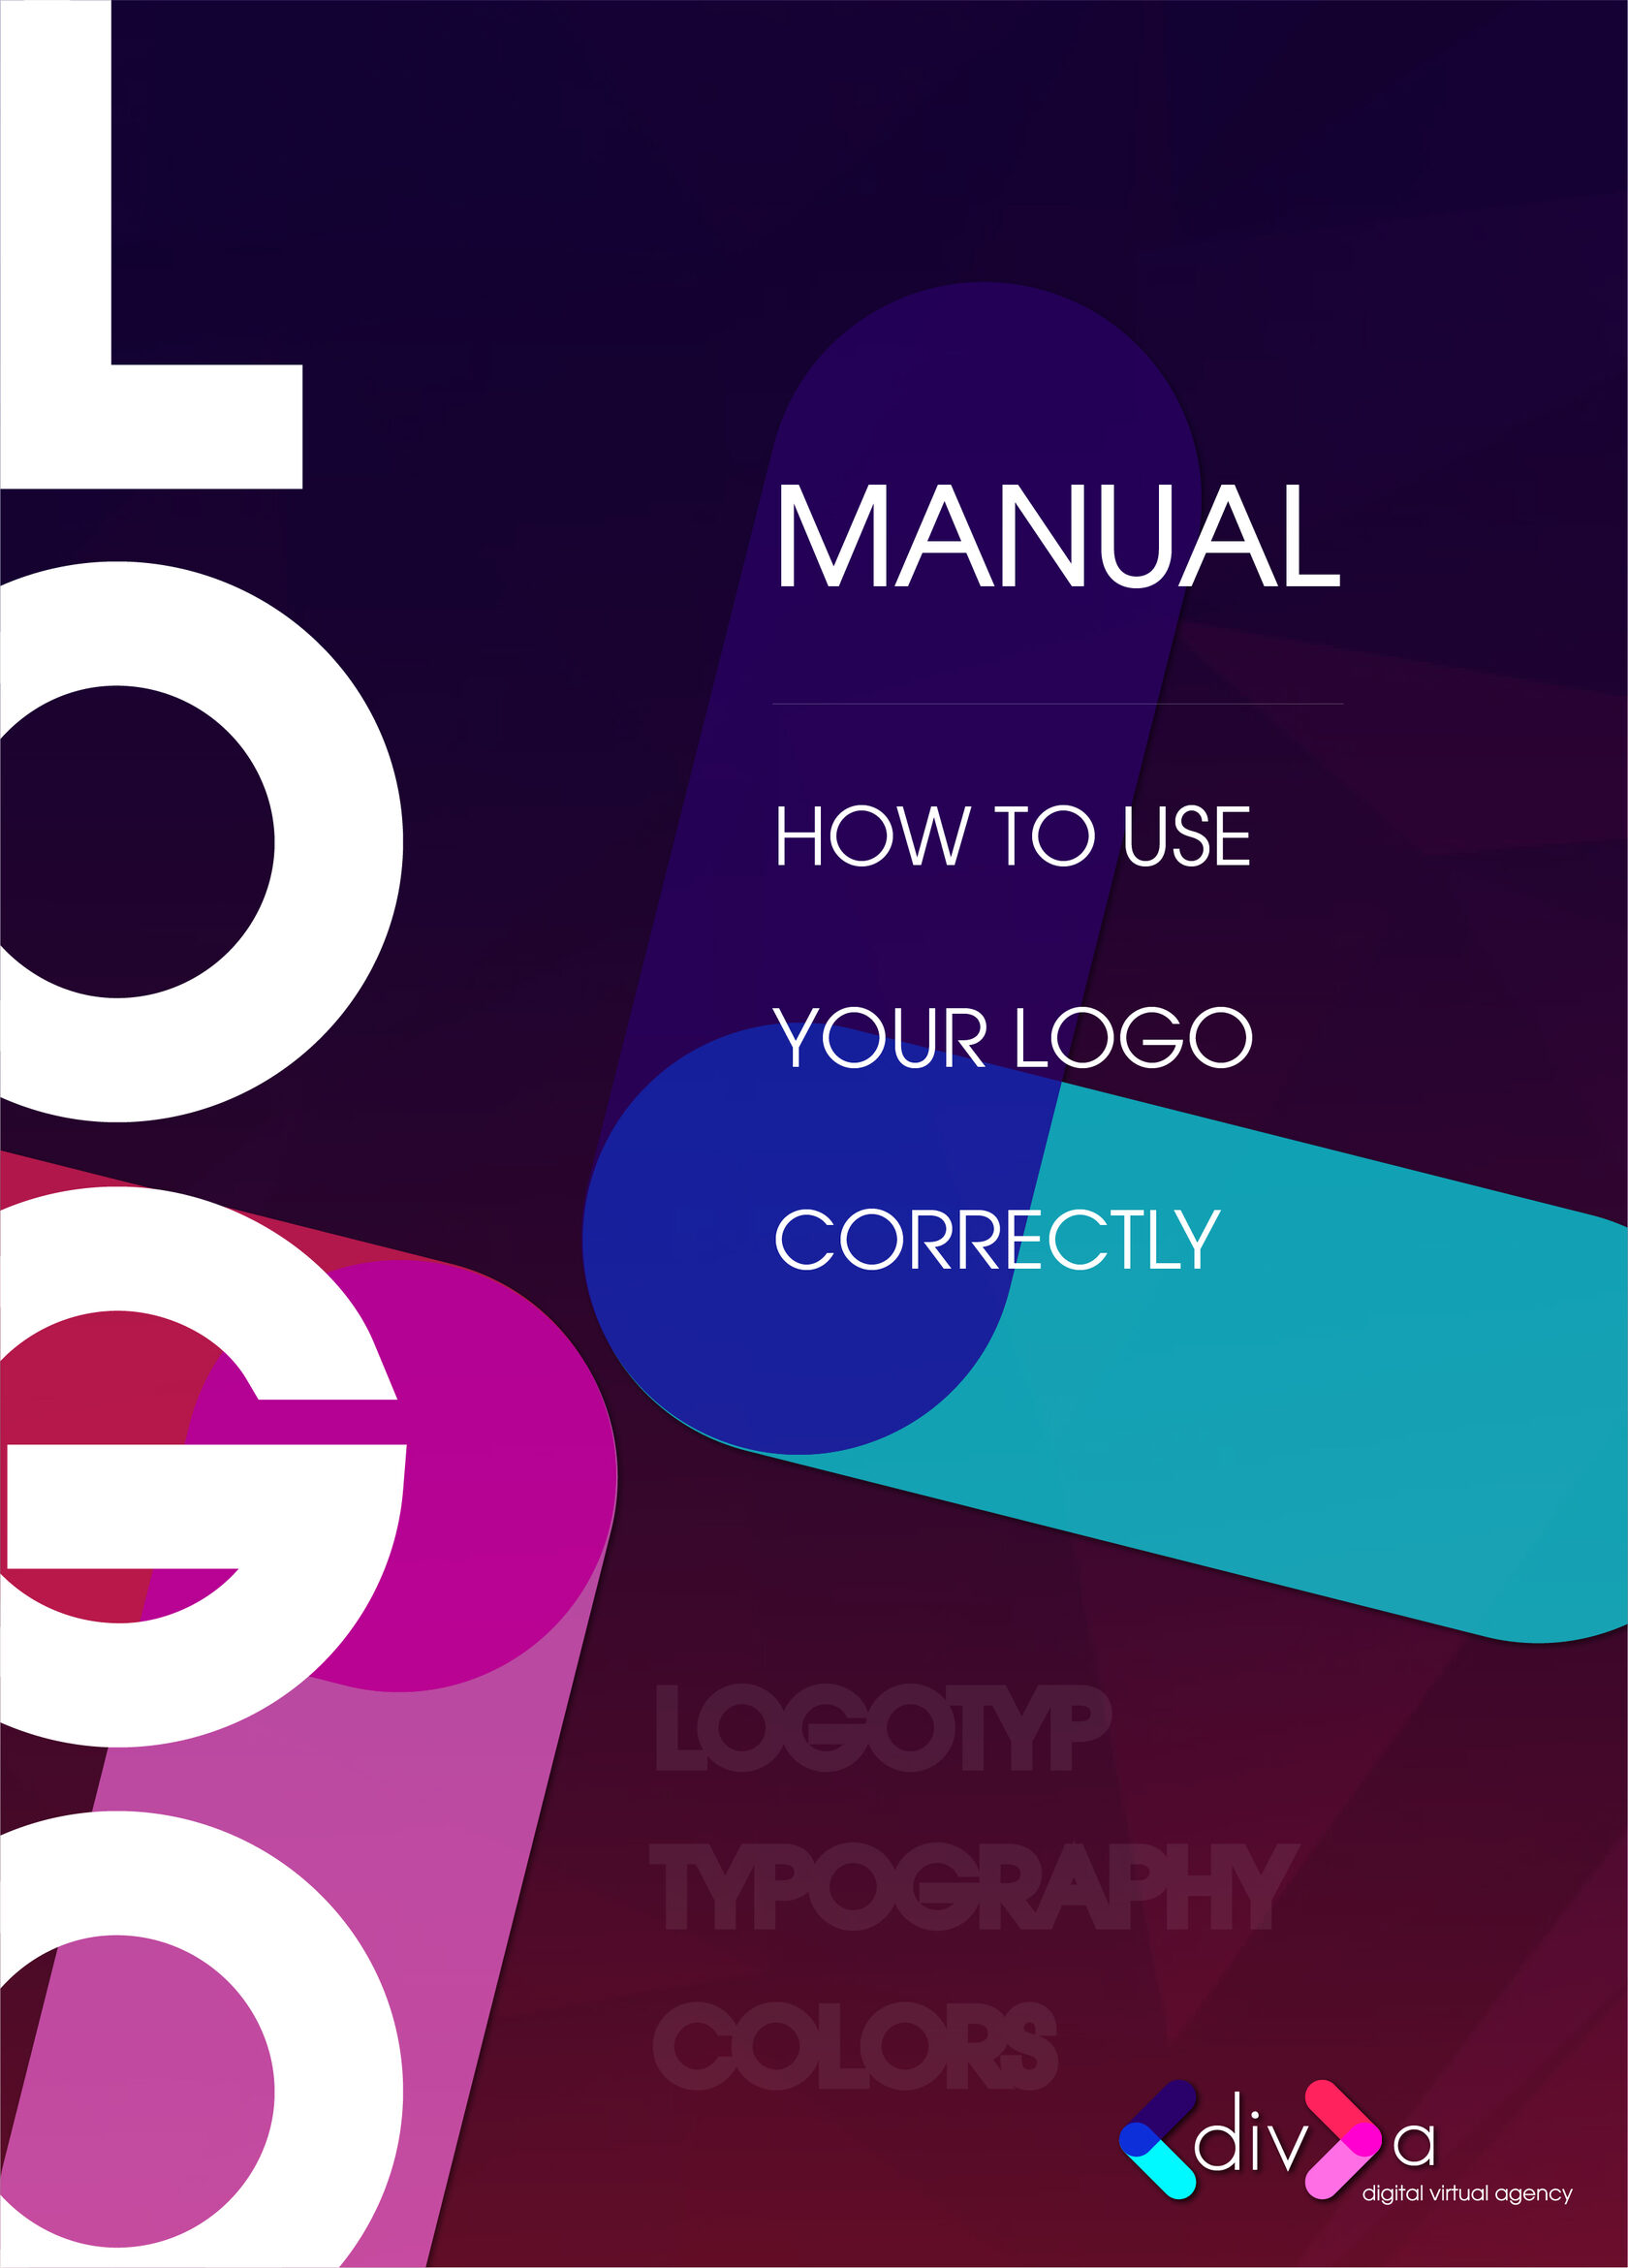 LOGO
MANUAL
HOW TO USE
YOUR LOGO
CORRECTLY
LOGOTYP
TYPOGRAPHY
COLORS
div a
digital virtual agency